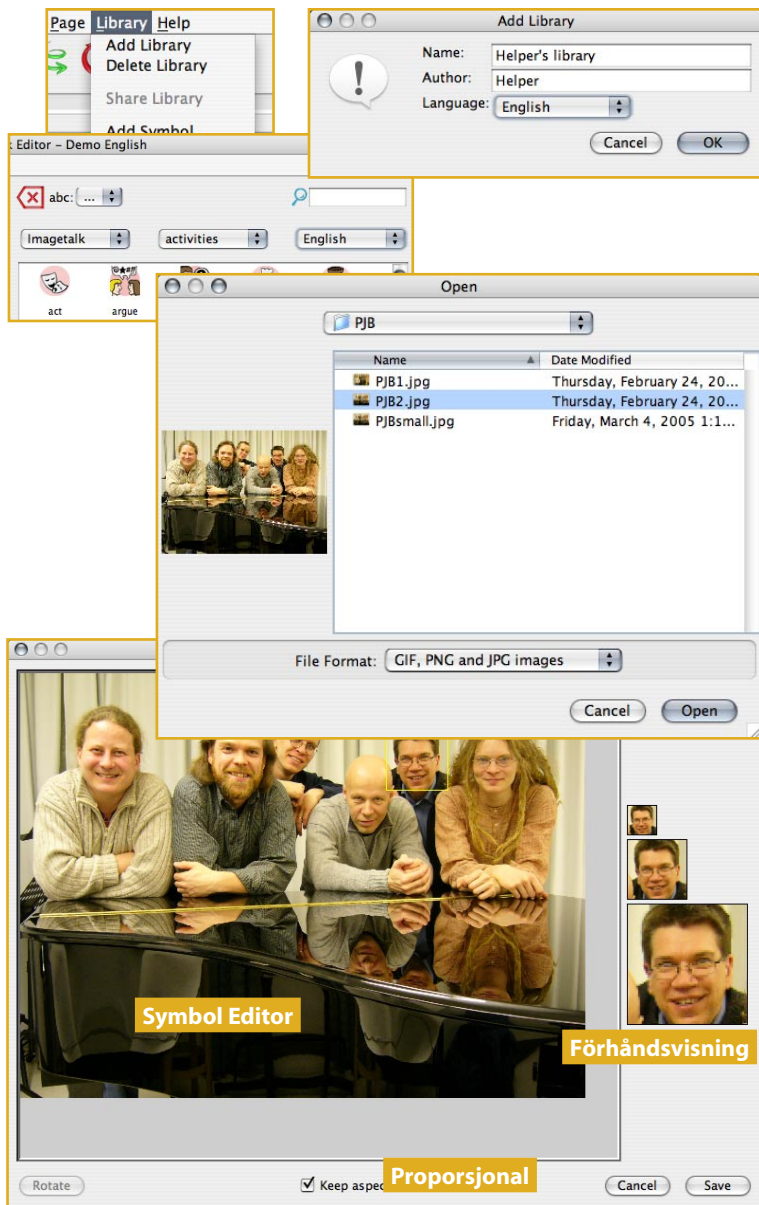 Page Library Help
Add Library
Delete Library
Share Library
Add Symbol
Add Library
Name: Helper's library
Author: Helper
Language: English
Cancel OK
Editor – Demo English
abc: ...
Imagetalk activities English
act argue
Open
PJB
Name Date Modified
PJB1.jpg Thursday, February 24, 20...
PJB2.jpg Thursday, February 24, 20...
PJBsmall.jpg Friday, March 4, 2005 1:1...
File Format: GIF, PNG and JPG images
Cancel Open
Symbol Editor
Förhåndsvisning
Proporsjonal
Rotate Keep aspec Cancel Save